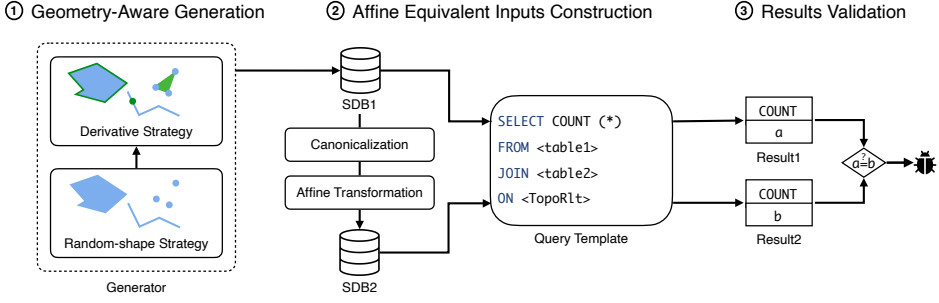 ① Geometry-Aware Generation
② Affine Equivalent Inputs Construction
③ Results Validation
Derivative Strategy
Random-shape Strategy
Generator
SDB1
Canonicalization
Affine Transformation
SDB2
SELECT COUNT (*)
FROM <table1>
JOIN <table2>
ON <TopoRlt>
Query Template
COUNT
a
Result1
COUNT
b
Result2
?
a=b